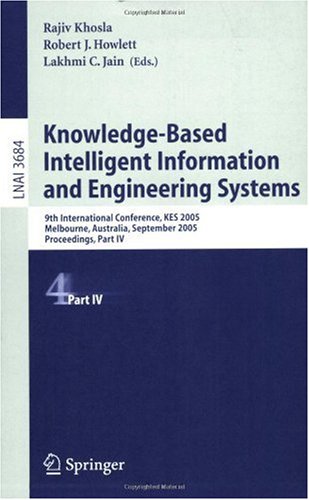 Rajiv Khosla
Robert J. Howlett
Lakhmi C. Jain (Eds.)
LNAI 3684
Knowledge-Based
Intelligent Information
and Engineering Systems
9th International Conference, KES 2005
Melbourne, Australia, September 2005
Proceedings, Part IV
4 Part IV
Springer